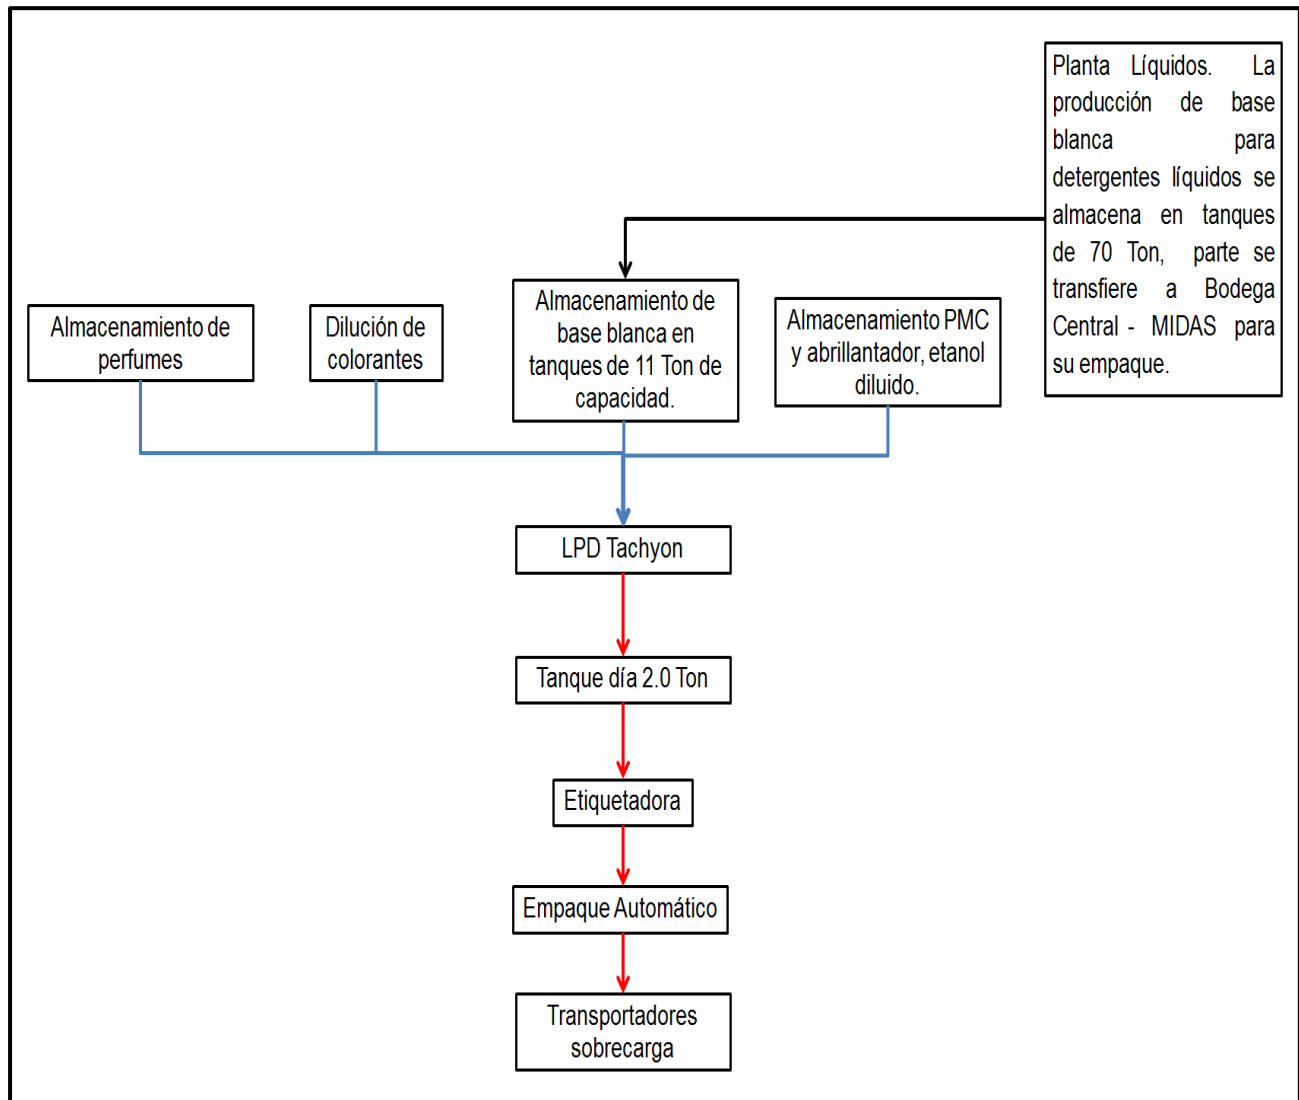 Planta Líquidos. La
producción de base
blanca para
detergentes líquidos se
almacena en tanques
de 70 Ton, parte se
transfiere a Bodega
Central - MIDAS para
su empaque.
Almacenamiento de
perfumes
Dilución de
colorantes
Almacenamiento de
base blanca en
tanques de 11 Ton de
capacidad.
Almacenamiento PMC
y abrillantador, etanol
diluido.
LPD Tachyon
Tanque día 2.0 Ton
Etiquetadora
Empaque Automático
Transportadores
sobrecarga